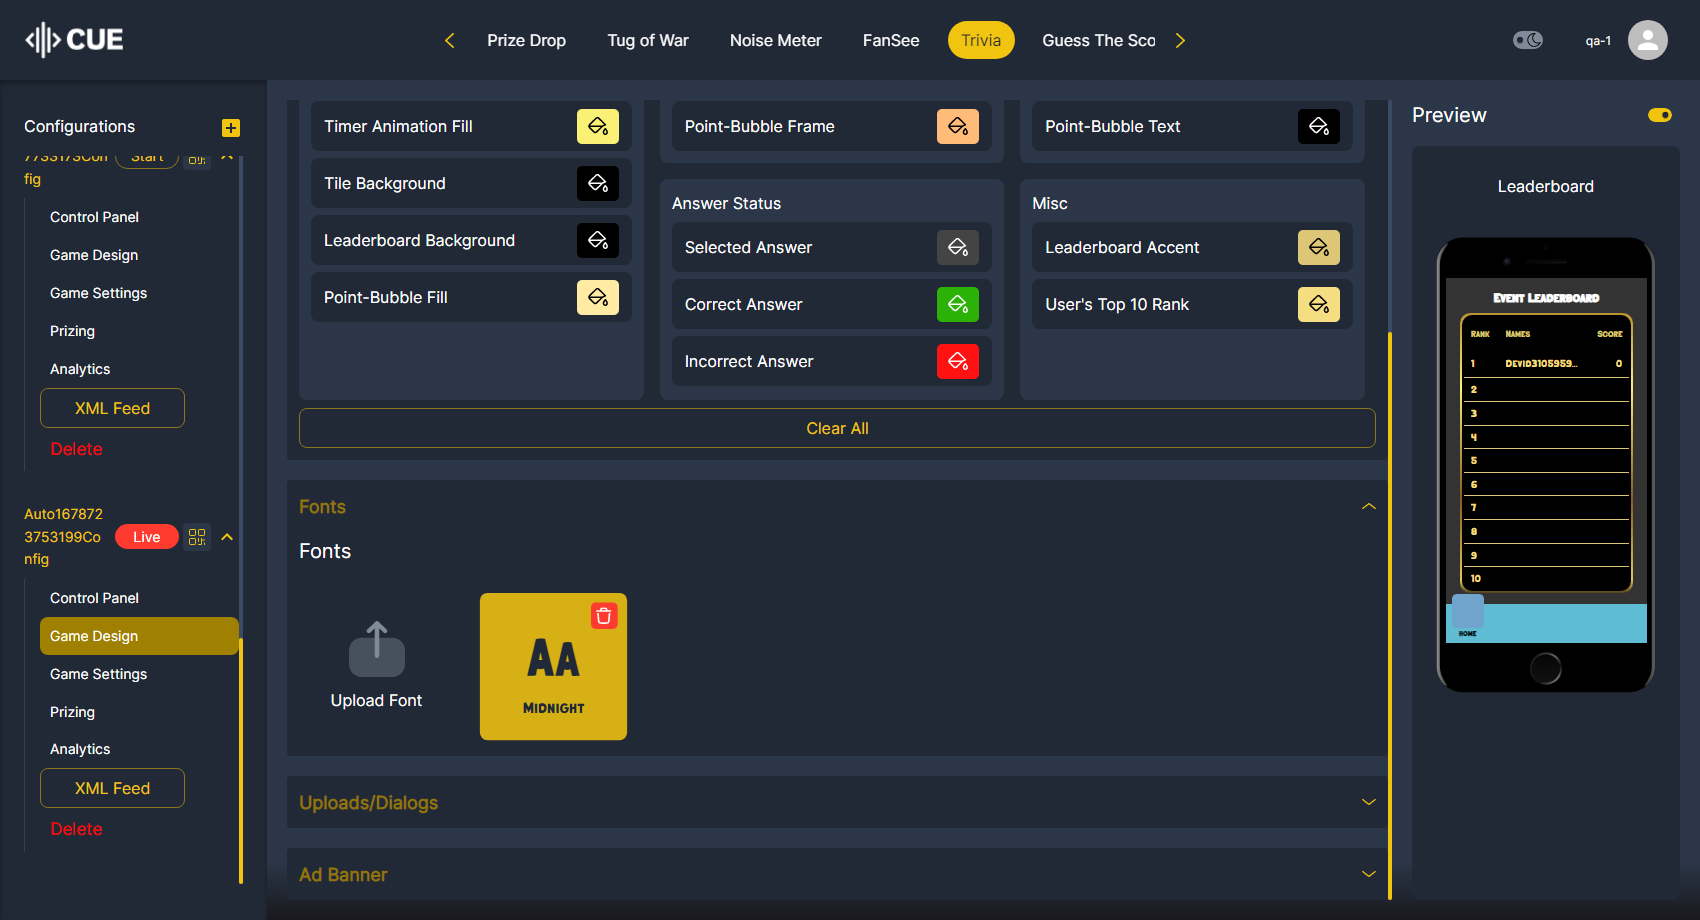 CUE
Prize Drop
Tug of War
Noise Meter
FanSee
Trivia
Guess The Sco
qa-1
Configurations
7733173Con
fig
Start
Control Panel
Game Design
Game Settings
Prizing
Analytics
XML Feed
Delete
Auto167872
3753199Co
nfig
Live
Control Panel
Game Design
Game Settings
Prizing
Analytics
XML Feed
Delete
Timer Animation Fill
Tile Background
Leaderboard Background
Point-Bubble Fill
Point-Bubble Frame
Answer Status
Selected Answer
Correct Answer
Incorrect Answer
Point-Bubble Text
Misc
Leaderboard Accent
User's Top 10 Rank
Clear All
Fonts
Fonts
Upload Font
AA
Midnight
Uploads/Dialogs
Ad Banner
Preview
Leaderboard
Event Leaderboard
Rank Names Score
1 Devid3105959... 0
2
3
4
5
6
7
8
9
10
HOME